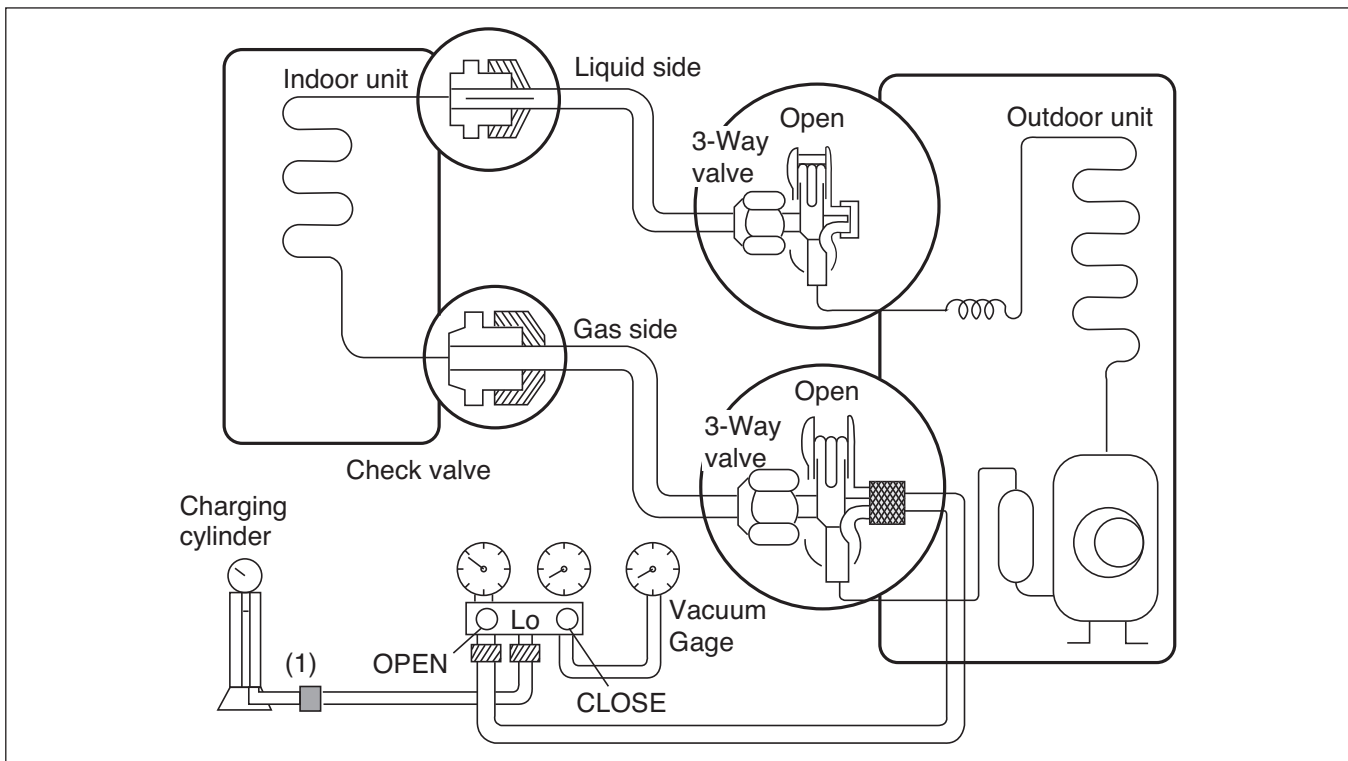 Indoor unit
Liquid side
Open
3-Way
valve
Outdoor unit
Gas side
Open
3-Way
valve
Check valve
Charging
cylinder
Lo
Vacuum
Gage
(1)
OPEN
CLOSE